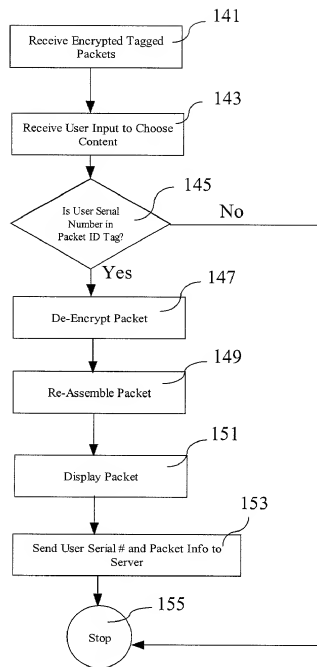 141
Receive Encrypted Tagged
Packets
143
Receive User Input to Choose
Content
145
Is User Serial
Number in
Packet ID Tag?
No
Yes
147
De-Encrypt Packet
149
Re-Assemble Packet
151
Display Packet
153
Send User Serial # and Packet Info to
Server
155
Stop